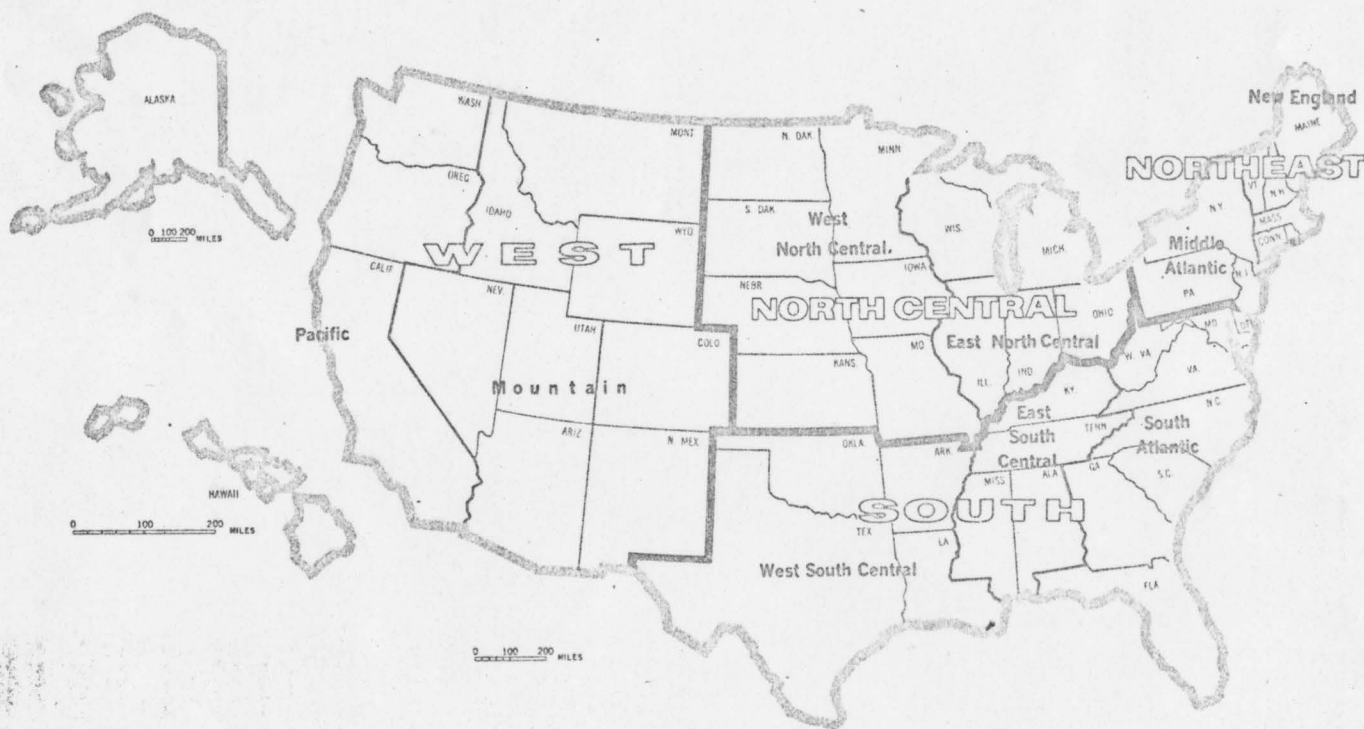 ALASKA
0 100 200
MILES
WASH
MONT
N. DAK
MINN
New England
MAINE
NORTHEAST
OREG
IDAHO
S. DAK
WIS.
MICH.
N.Y.
VT
N.H.
MASS
CONN.
WYO
WEST
West
North Central.
Middle
Atlantic
PA
N.J.
CALIF
NEV.
UTAH
COLO
NEBR
IOWA
NORTH CENTRAL
OHIO
Pacific
KANS.
MO
East North Central
ILL.
IND
W. VA
MD
DEL
VA.
KY.
Mountain
ARIZ
N. MEX
OKLA.
ARK.
East
South
Central
TENN
N.C.
South
Atlantic
MISS
ALA
GA
S.C.
HAWAII
0 100 200
MILES
SOUTH
TEX
LA
West South Central
FLA
0 100 200
MILES